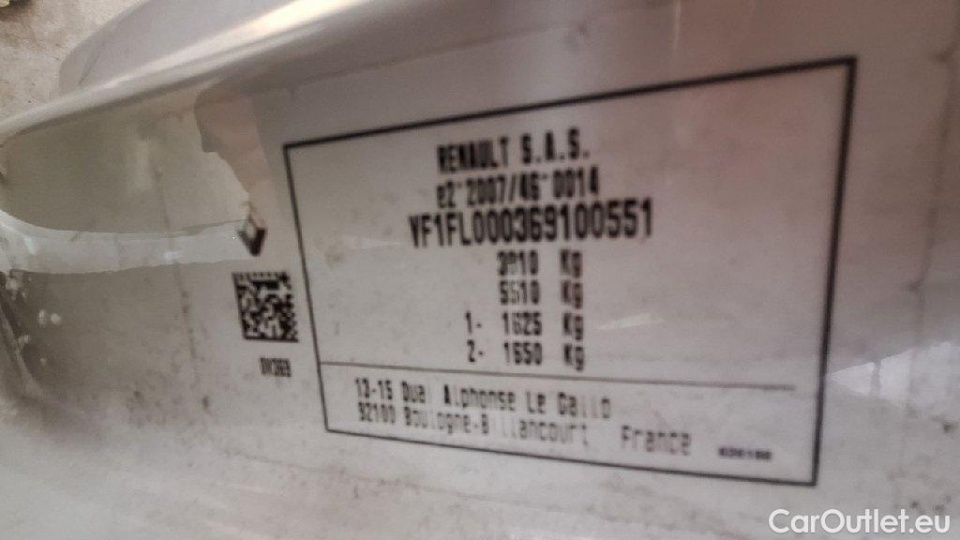 RENAULT S.A.S.
e2*2007/46*0014
VF1FL000369100551
3010 Kg
5510 Kg
1- 1625 Kg
2- 1650 Kg
13-15 Quai Alphonse Le Gallo
92100 Boulogne-Billancourt France
CarOutlet.eu